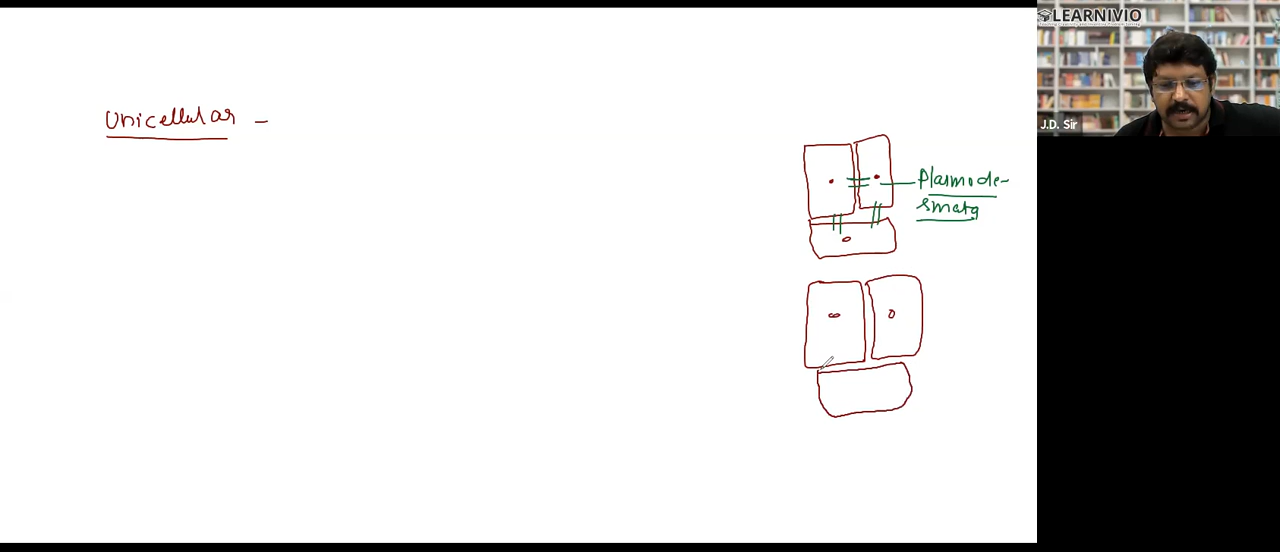 Unicellular -
Plasmode-
smata
LEARNIVIO
J.D. Sir